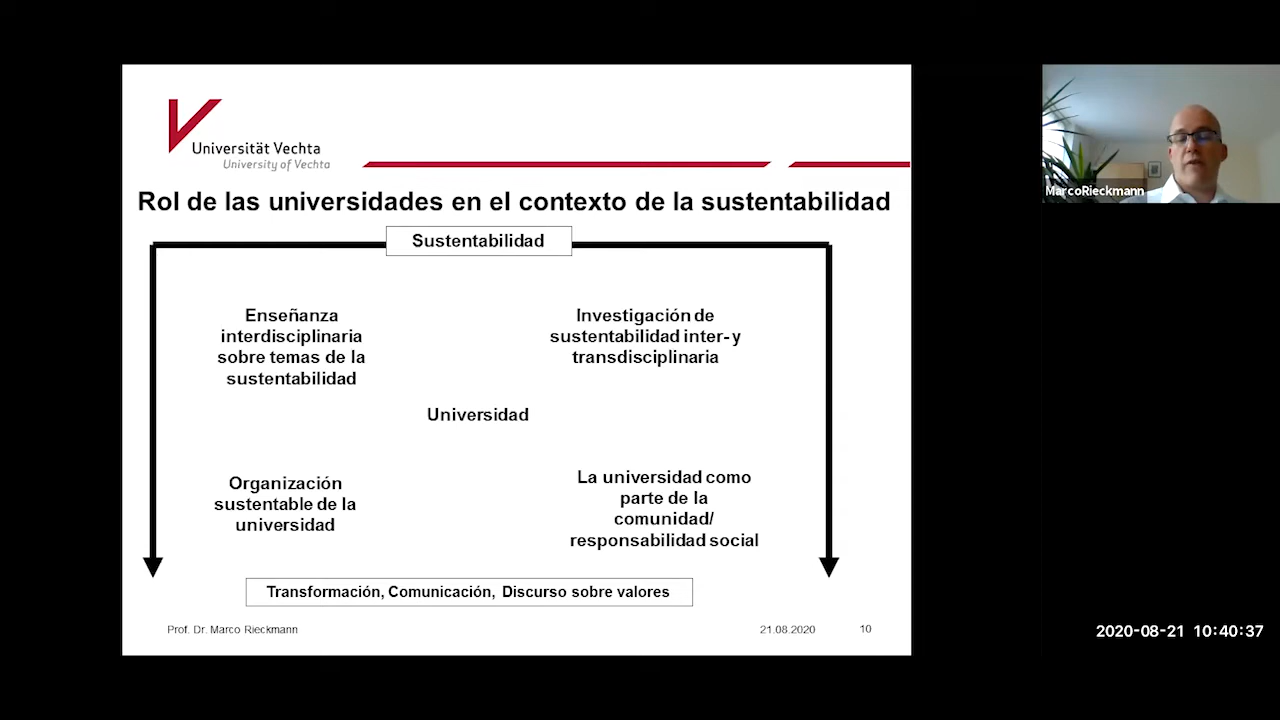 Universität Vechta
University of Vechta
Rol de las universidades en el contexto de la sustentabilidad
Sustentabilidad
Enseñanza
interdisciplinaria
sobre temas de la
sustentabilidad
Investigación de
sustentabilidad inter- y
transdisciplinaria
Universidad
Organización
sustentable de la
universidad
La universidad como
parte de la
comunidad/
responsabilidad social
Transformación, Comunicación, Discurso sobre valores
Prof. Dr. Marco Rieckmann
21.08.2020
10
MarcoRieckmann
2020-08-21 10:40:37